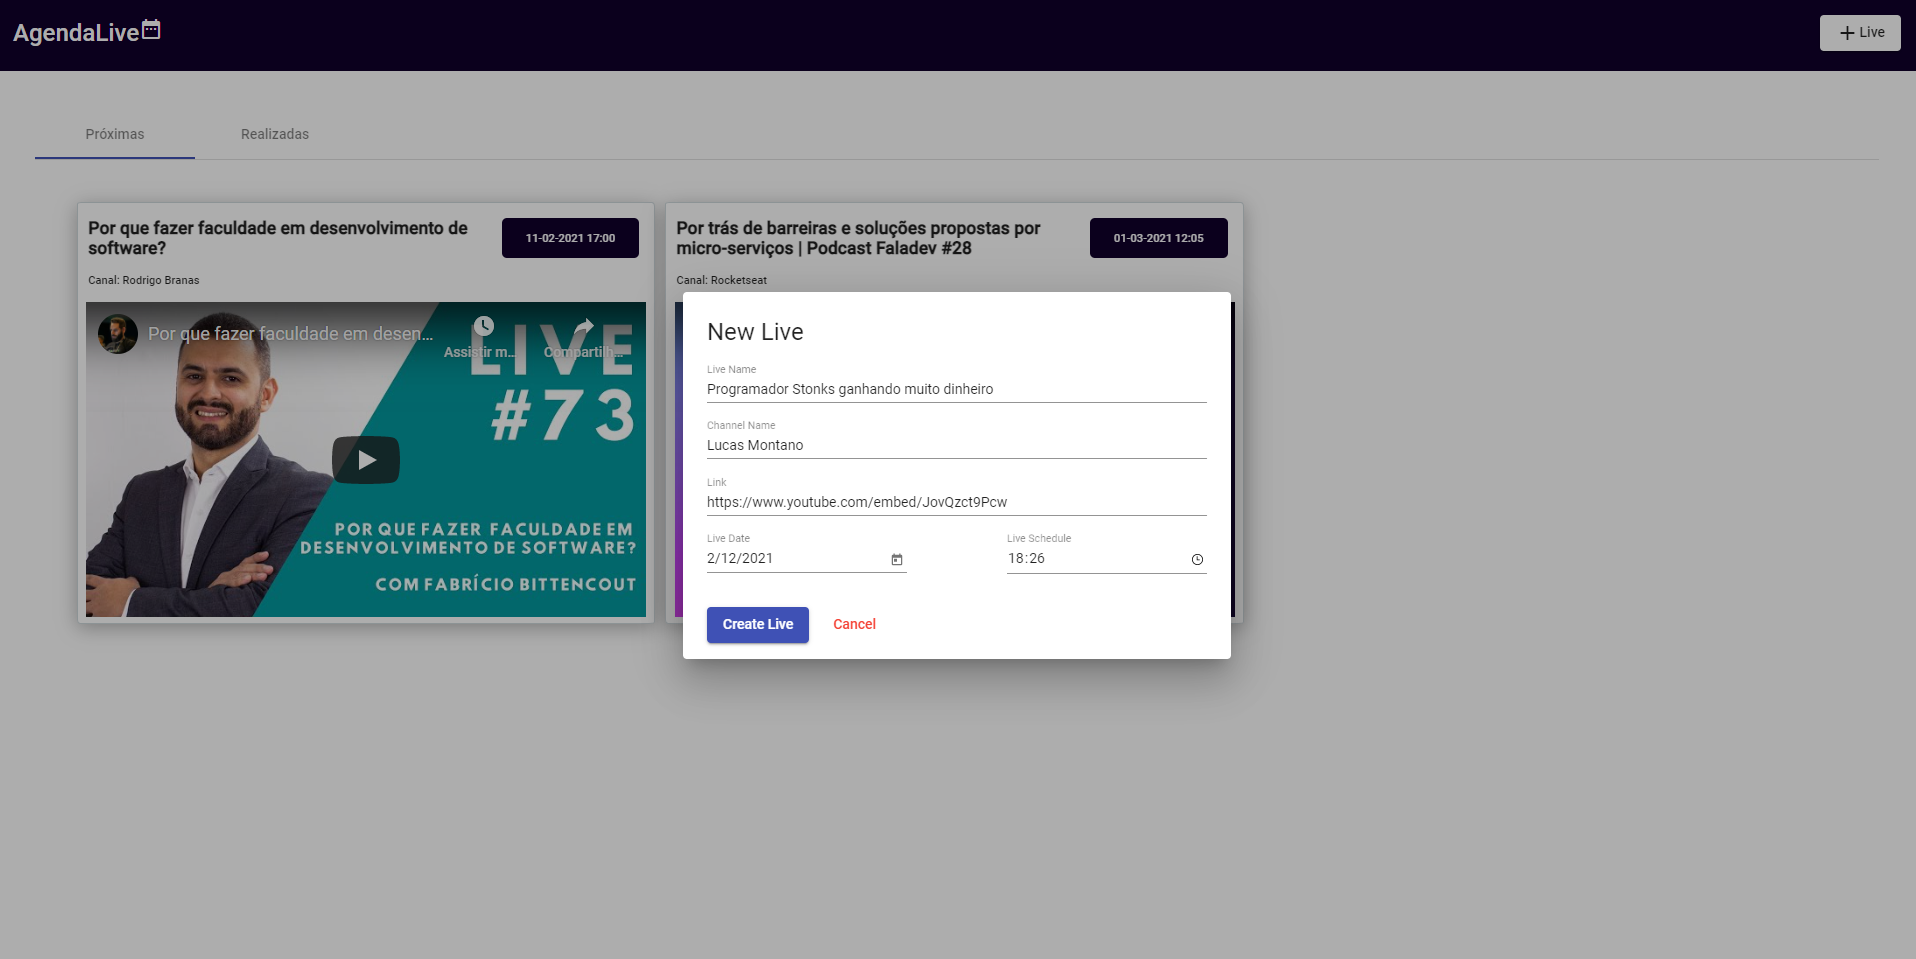 AgendaLive
+ Live
Próximas
Realizadas
Por que fazer faculdade em desenvolvimento de
software?
11-02-2021 17:00
Canal: Rodrigo Branas
Por que fazer faculdade em desen...
Assistir m...
Compartilh...
LIVE
#73
POR QUE FAZER FACULDADE EM
DESENVOLVIMENTO DE SOFTWARE?
COM FABRÍCIO BITTENCOURT
Por trás de barreiras e soluções propostas por
micro-serviços | Podcast Faladev #28
01-03-2021 12:05
Canal: Rocketseat
New Live
Live Name
Programador Stonks ganhando muito dinheiro
Channel Name
Lucas Montano
Link
https://www.youtube.com/embed/JovQzct9Pcw
Live Date
2/12/2021
Live Schedule
18:26
Create Live
Cancel